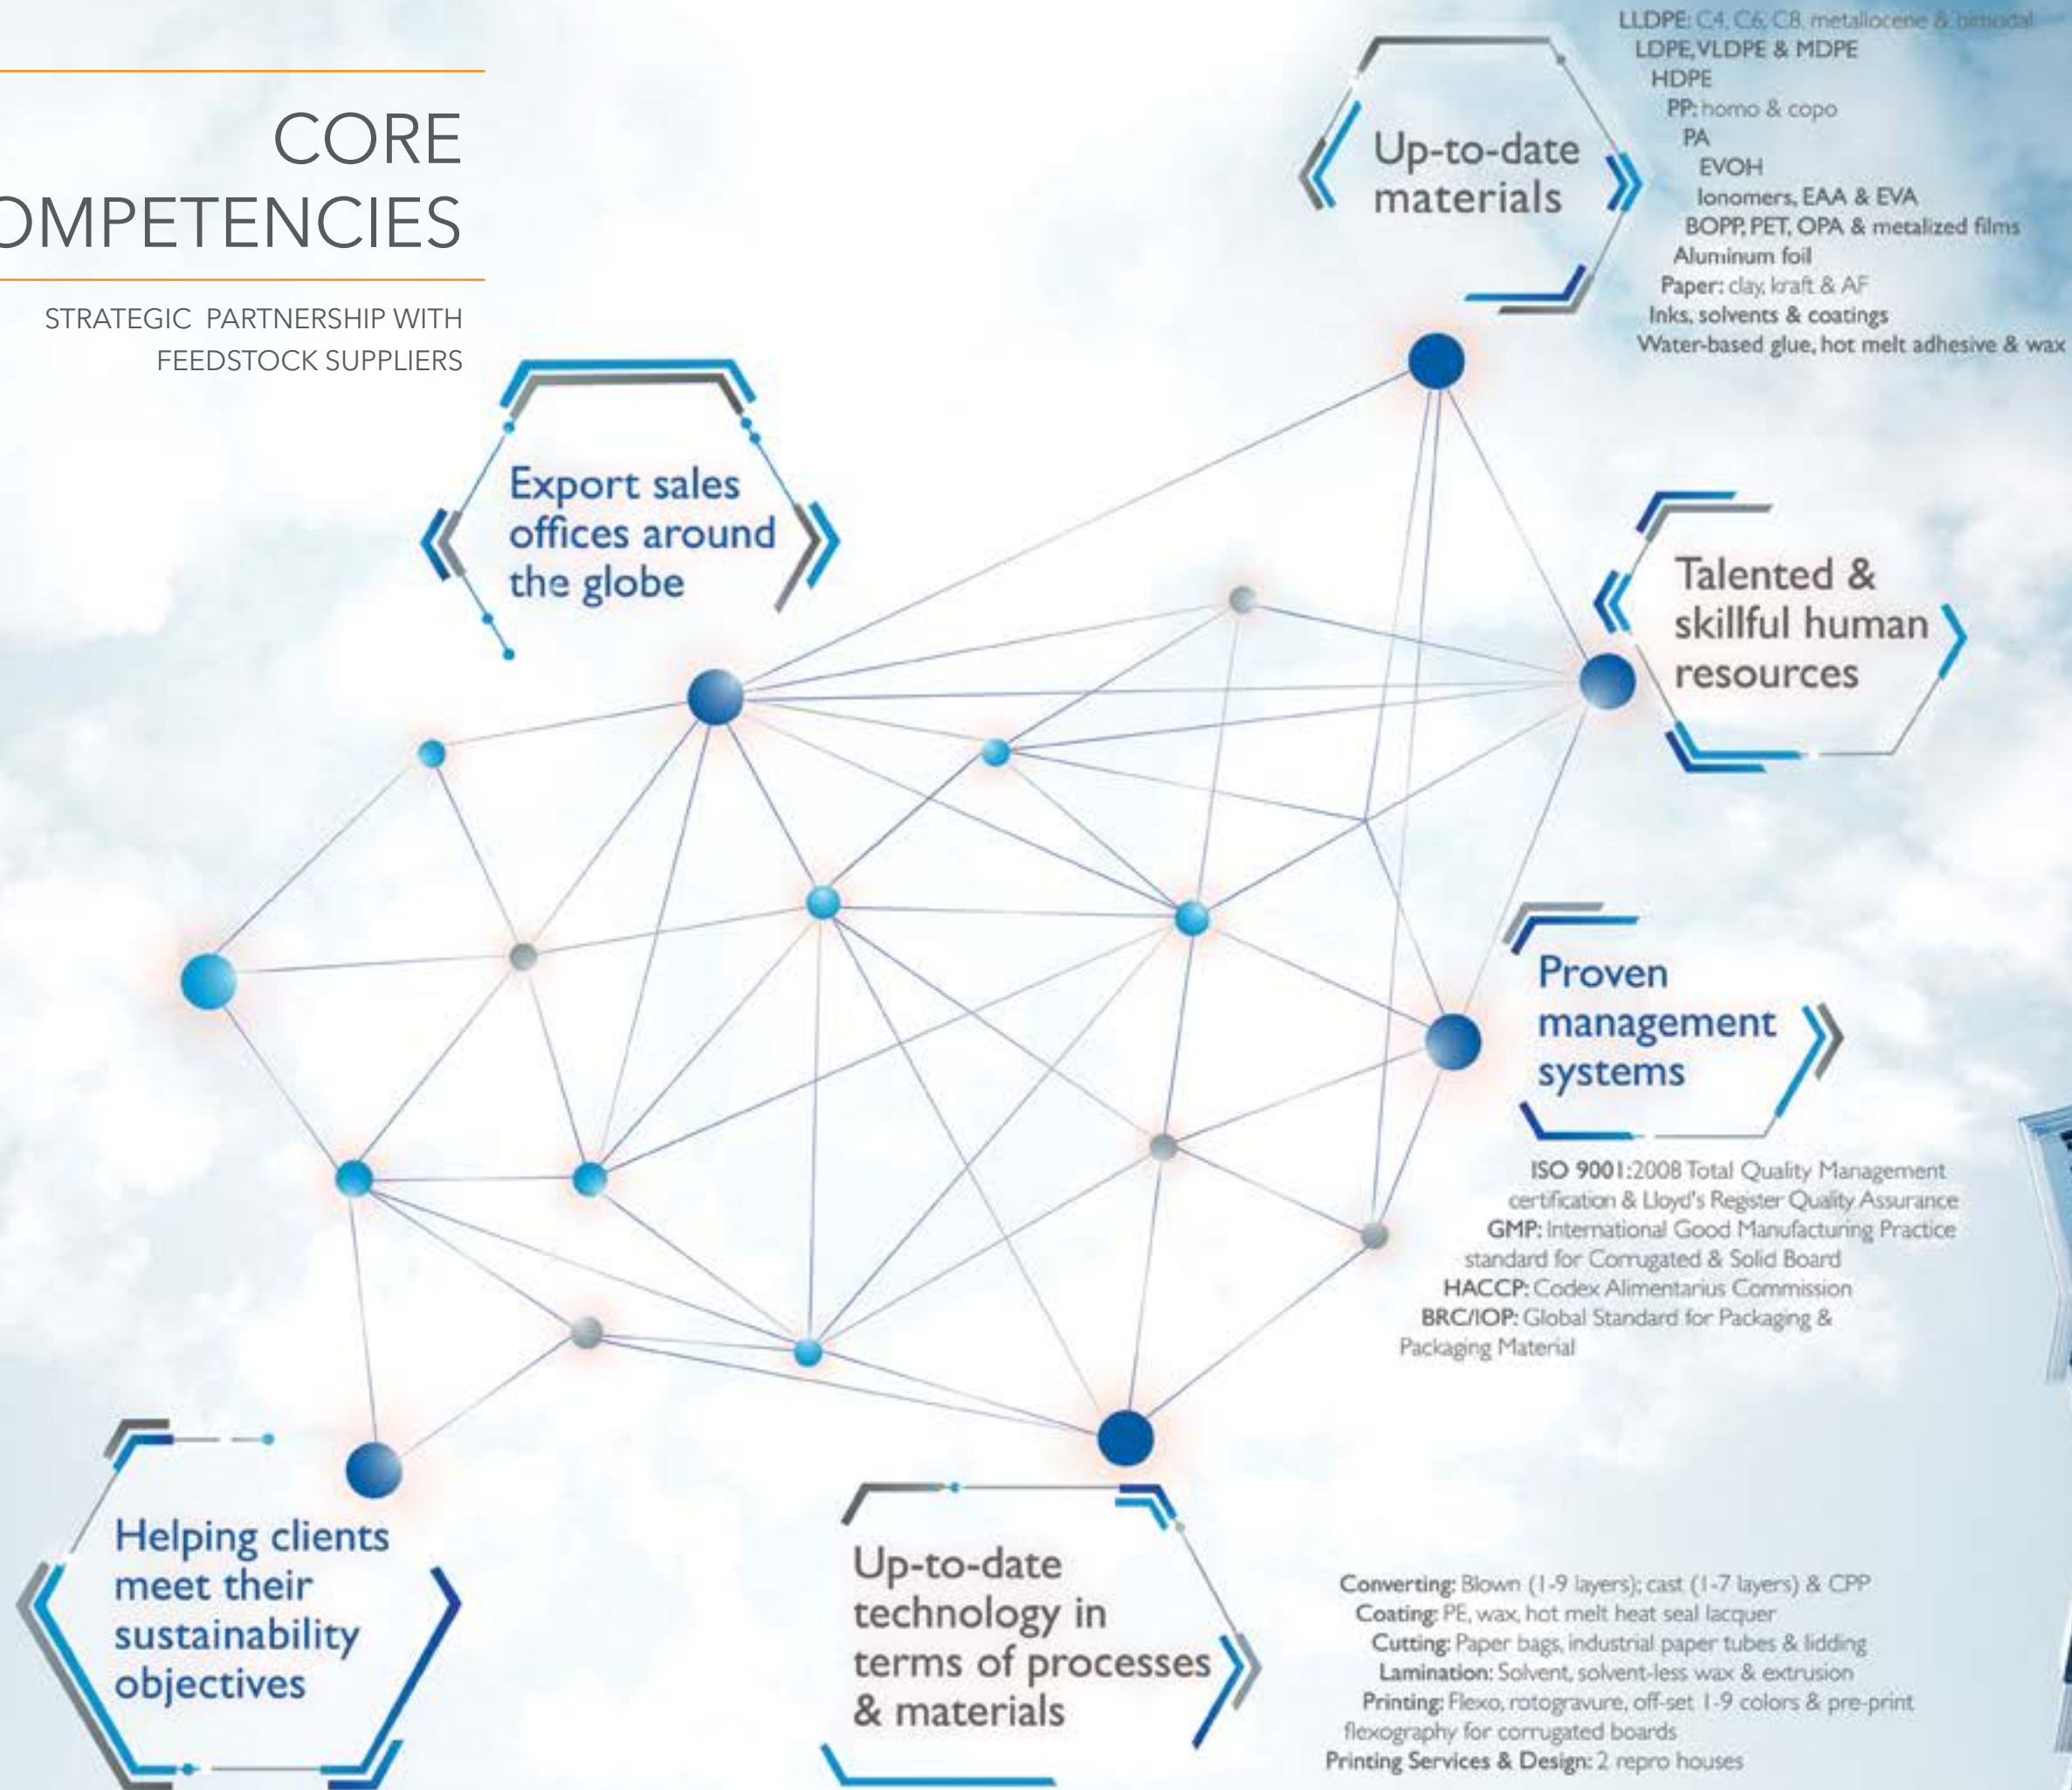 CORE
OMPETENCIES
STRATEGIC PARTNERSHIP WITH
FEEDSTOCK SUPPLIERS
Up-to-date
materials
LLDPE: C4, C6, C8, metallocene & bimodal
LDPE, VLDPE & MDPE
HDPE
PP: homo & copo
PA
EVOH
Ionomers, EAA & EVA
BOPP, PET, OPA & metalized films
Aluminum foil
Paper: clay, kraft & AF
Inks, solvents & coatings
Water-based glue, hot melt adhesive & wax
Export sales
offices around
the globe
Talented &
skillful human
resources
Proven
management
systems
ISO 9001:2008 Total Quality Management
certification & Lloyd's Register Quality Assurance
GMP: International Good Manufacturing Practice
standard for Corrugated & Solid Board
HACCP: Codex Alimentarius Commission
BRC/IOP: Global Standard for Packaging &
Packaging Material
Helping clients
meet their
sustainability
objectives
Up-to-date
technology in
terms of processes
& materials
Converting: Blown (1-9 layers); cast (1-7 layers) & CPP
Coating: PE, wax, hot melt heat seal lacquer
Cutting: Paper bags, industrial paper tubes & lidding
Lamination: Solvent, solvent-less wax & extrusion
Printing: Flexo, rotogravure, off-set 1-9 colors & pre-print
flexography for corrugated boards
Printing Services & Design: 2 repro houses